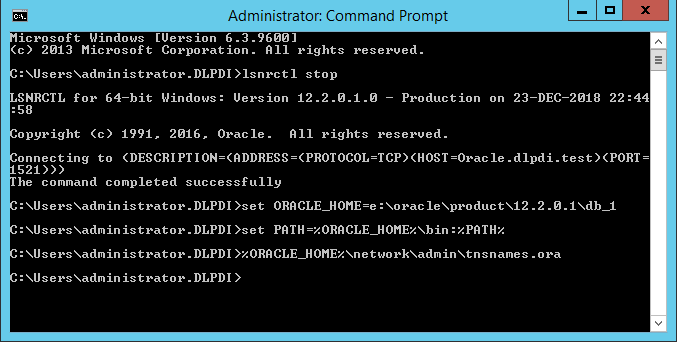 Administrator: Command Prompt
Microsoft Windows [Version 6.3.9600]
(c) 2013 Microsoft Corporation. All rights reserved.
C:\Users\administrator.DLPDI>lsnrctl stop
LSNRCTL for 64-bit Windows: Version 12.2.0.1.0 - Production on 23-DEC-2018 22:44
:58
Copyright (c) 1991, 2016, Oracle.  All rights reserved.
Connecting to (DESCRIPTION=(ADDRESS=(PROTOCOL=TCP)(HOST=Oracle.dlpdi.test)(PORT=
1521)))
The command completed successfully
C:\Users\administrator.DLPDI>set ORACLE_HOME=e:\oracle\product\12.2.0.1\db_1
C:\Users\administrator.DLPDI>set PATH=%ORACLE_HOME%\bin:%PATH%
C:\Users\administrator.DLPDI>%ORACLE_HOME%\network\admin\tnsnames.ora
C:\Users\administrator.DLPDI>